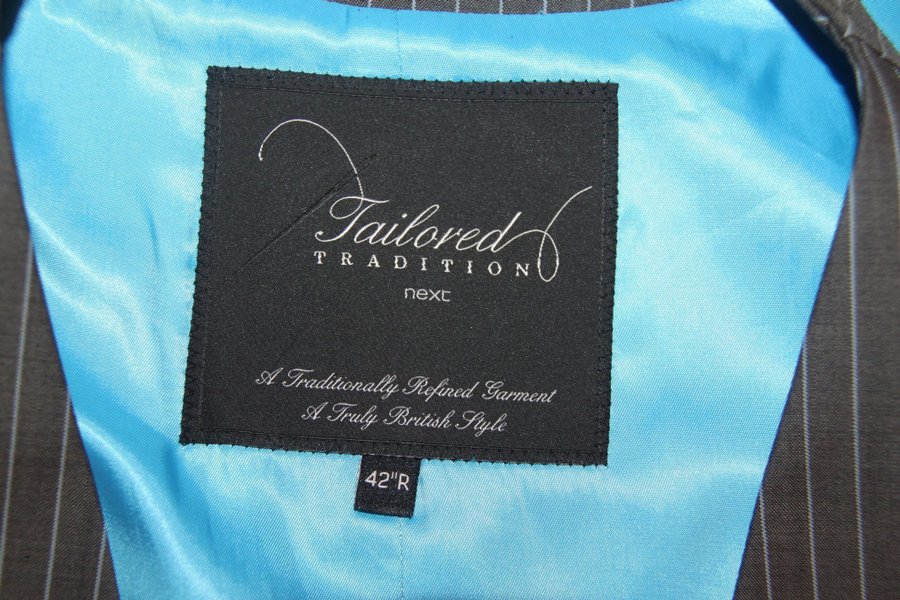 Tailored
TRADITION
next
A Traditionally Refined Garment
A Truly British Style
42"R